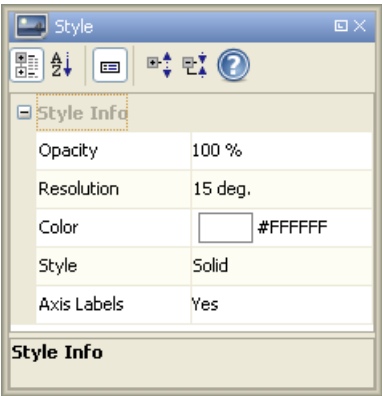 Style
Style Info
Opacity 100 %
Resolution 15 deg.
Color #FFFFFF
Style Solid
Axis Labels Yes
Style Info